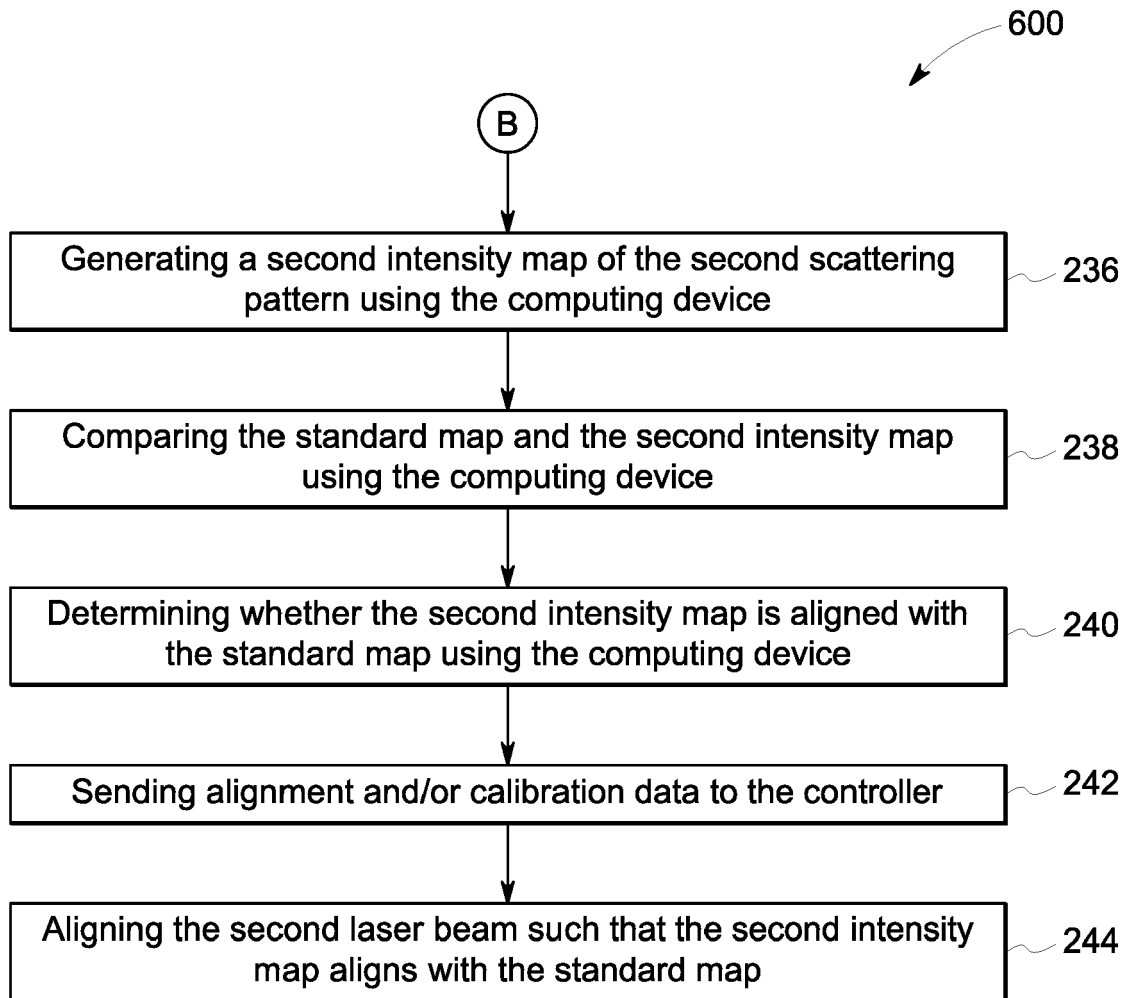 600
B
Generating a second intensity map of the second scattering
pattern using the computing device
236
Comparing the standard map and the second intensity map
using the computing device
238
Determining whether the second intensity map is aligned with
the standard map using the computing device
240
Sending alignment and/or calibration data to the controller
242
Aligning the second laser beam such that the second intensity
map aligns with the standard map
244